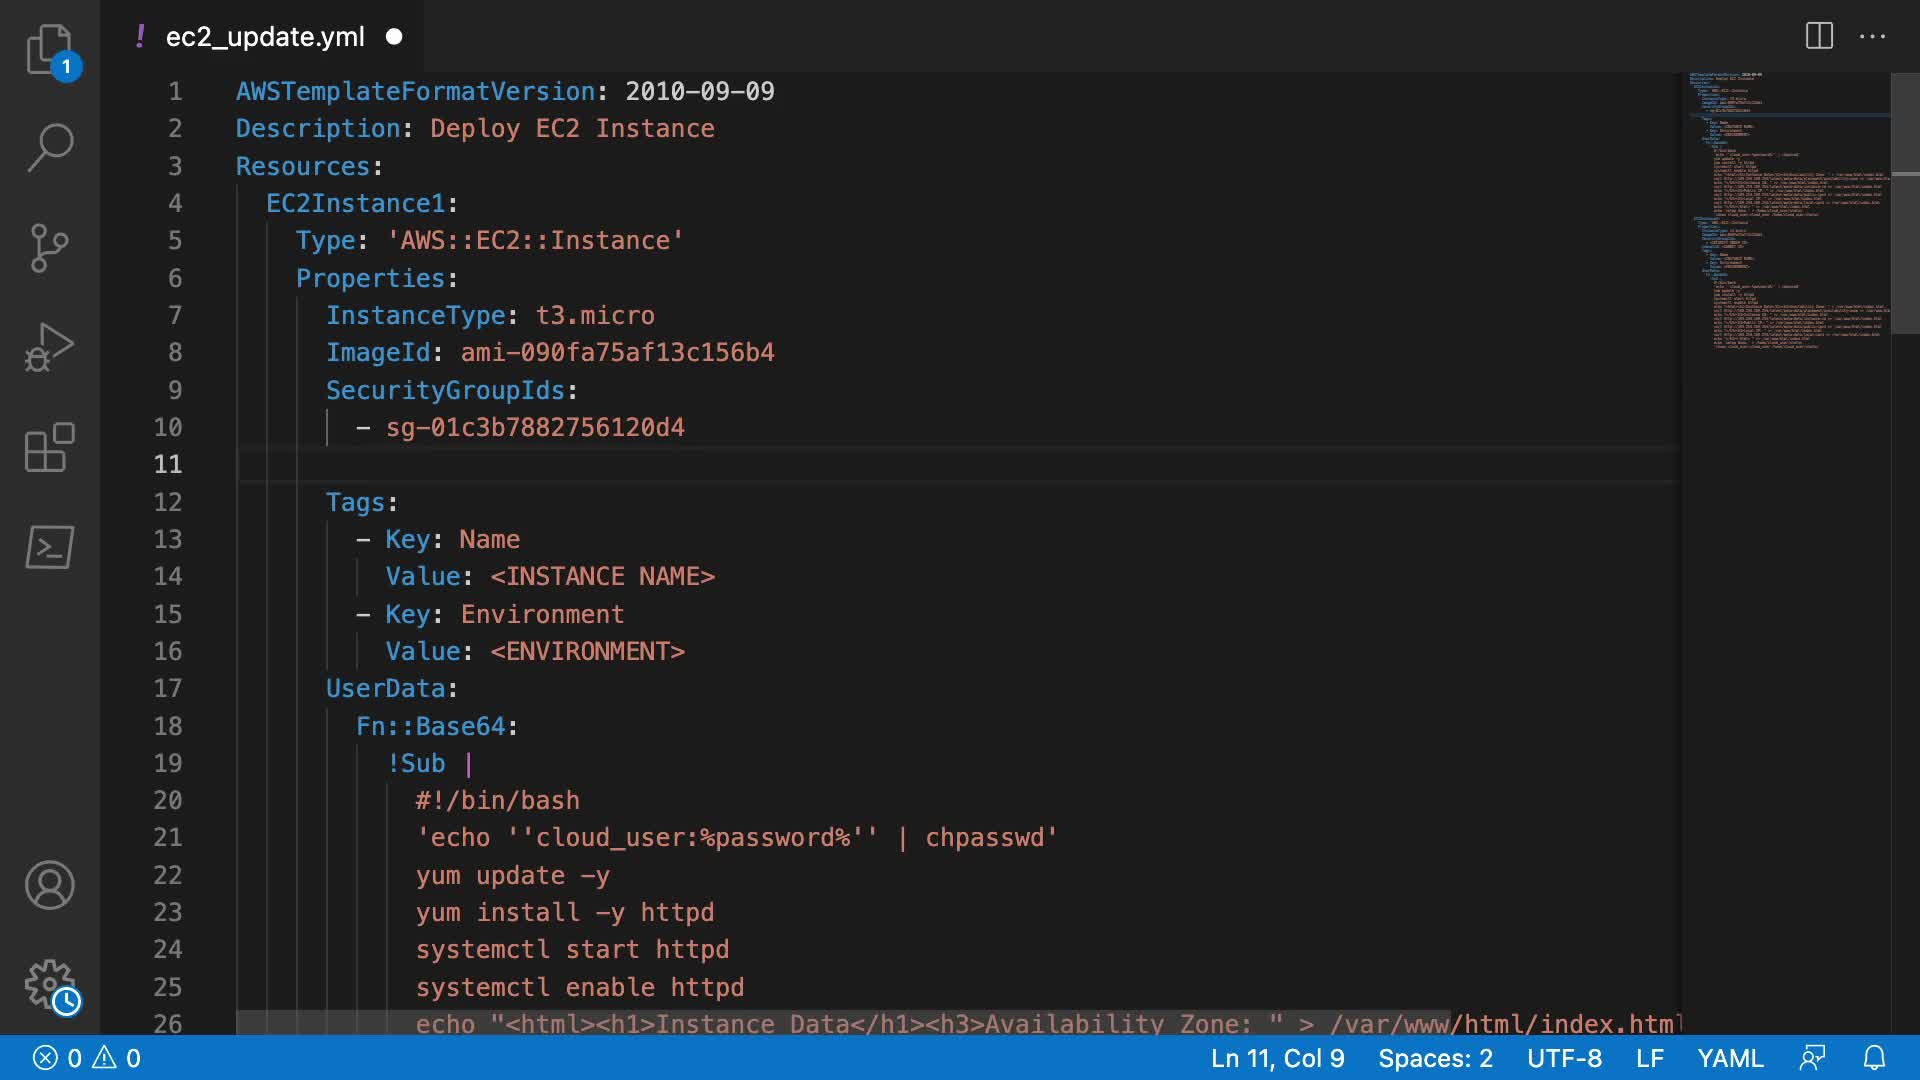 1
! ec2_update.yml
1 AWSTemplateFormatVersion: 2010-09-09
2 Description: Deploy EC2 Instance
3 Resources:
4 EC2Instance1:
5 Type: 'AWS::EC2::Instance'
6 Properties:
7 InstanceType: t3.micro
8 ImageId: ami-090fa75af13c156b4
9 SecurityGroupIds:
10 - sg-01c3b7882756120d4
11
12 Tags:
13 - Key: Name
14 Value: <INSTANCE NAME>
15 - Key: Environment
16 Value: <ENVIRONMENT>
17 UserData:
18 Fn::Base64:
19 !Sub |
20 #!/bin/bash
21 'echo ''cloud_user:%password%'' | chpasswd'
22 yum update -y
23 yum install -y httpd
24 systemctl start httpd
25 systemctl enable httpd
26 echo "<html><h1>Instance Data</h1><h3>Availability Zone: " > /var/www/html/index.html
0 0 Ln 11, Col 9 Spaces: 2 UTF-8 LF YAML